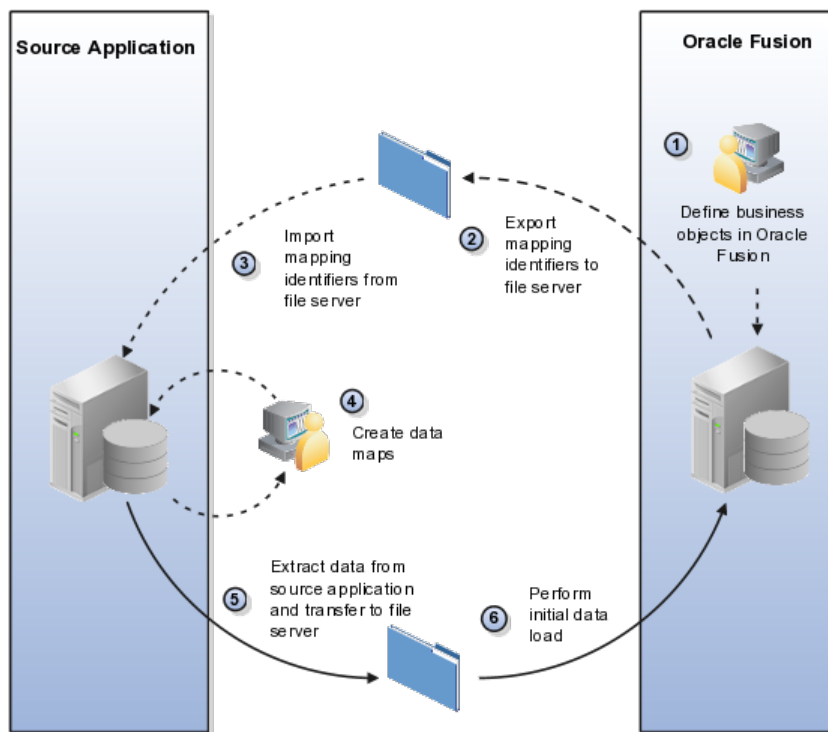 Source Application
Oracle Fusion
1
Define business
objects in Oracle
Fusion
2
Export
mapping
identifiers to
file server
3
Import
mapping
identifiers from
file server
4
Create data
maps
5
Extract data from
source application
and transfer to file
server
6
Perform
initial data
load